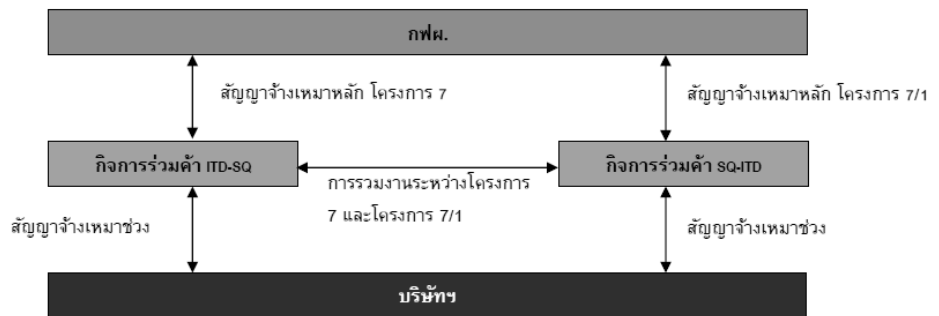 กฟผ.
สัญญาจ้างเหมาหลัก โครงการ 7
สัญญาจ้างเหมาหลัก โครงการ 7/1
กิจการร่วมค้า ITD-SQ
กิจการร่วมค้า SQ-ITD
การรวมงานระหว่างโครงการ
7 และโครงการ 7/1
สัญญาจ้างเหมาช่วง
สัญญาจ้างเหมาช่วง
บริษัทฯ